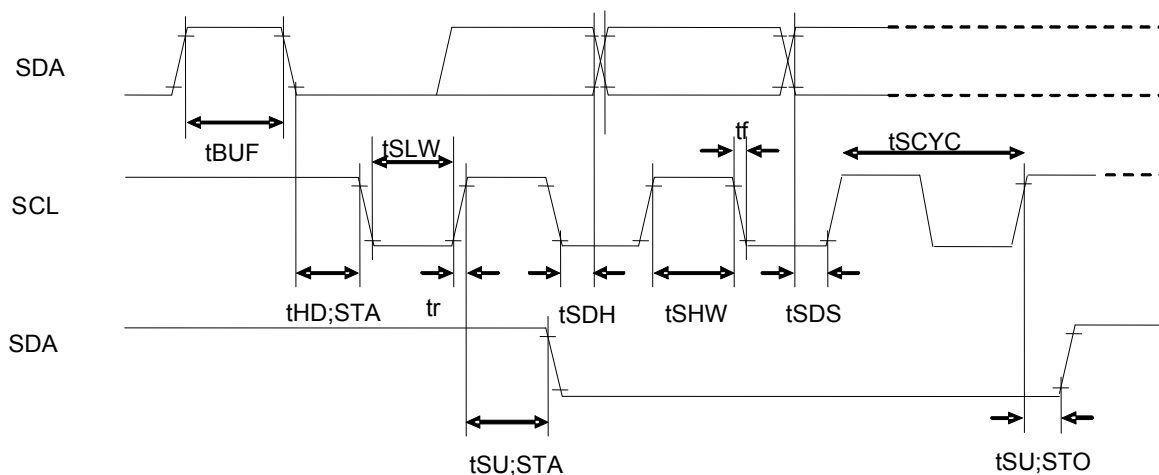 SDA
tBUF
tSLW
tf
tSCYC
SCL
tHD;STA
tr
tSDH
tSHW
tSDS
SDA
tSU;STA
tSU;STO